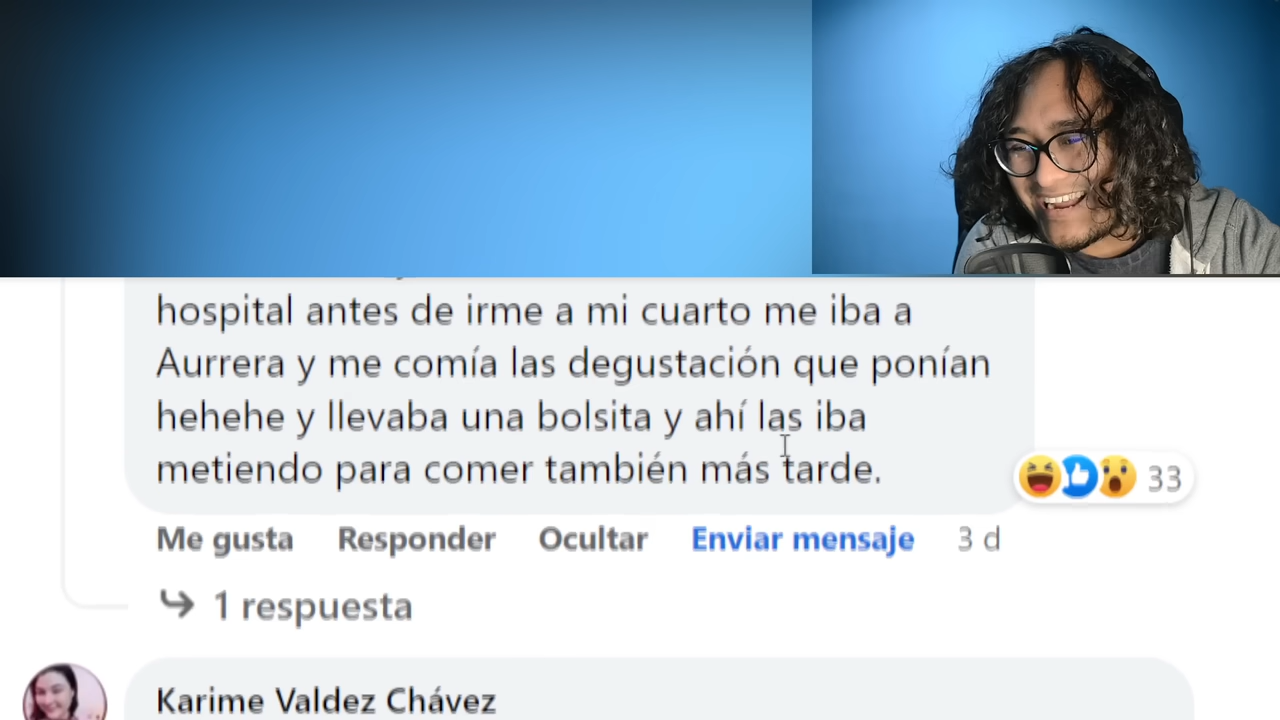 hospital antes de irme a mi cuarto me iba a
Aurrera y me comía las degustación que ponían
hehehe y llevaba una bolsita y ahí las iba
metiendo para comer también más tarde.
33
Me gusta Responder Ocultar Enviar mensaje 3 d
1 respuesta
Karime Valdez Chávez